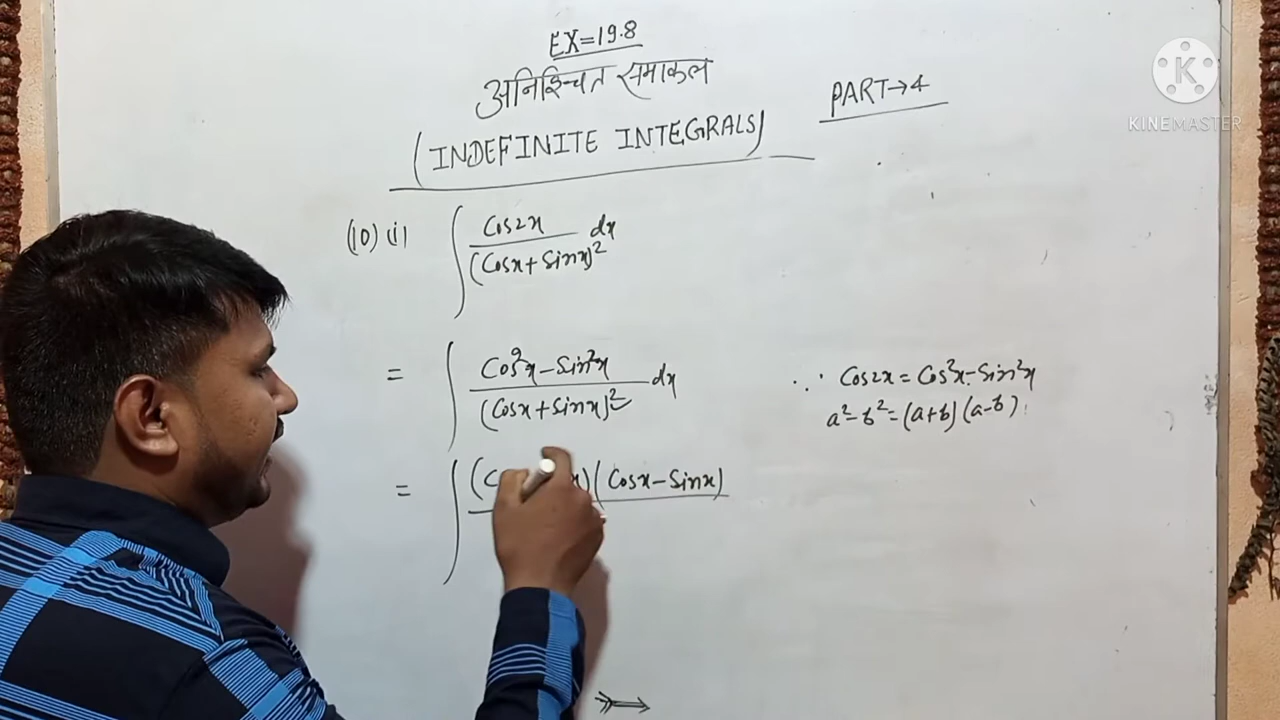 EX=19.8
अनिश्चित समाकल
(INDEFINITE INTEGRALS)
PART→4
KINEMASTER
(10) (i) ∫ Cos2x / (Cosx+Sinx)² dx
= ∫ Cos²x-Sin²x / (Cosx+Sinx)² dx
∵ Cos2x = Cos²x-Sin²x
a²-b²=(a+b)(a-b)
= ∫ (Cosx-Sinx)